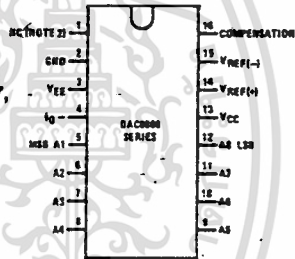 NC (NOTE 2) 1
GND 2
VEE 3
IO 4
MSB A1 5
A2 6
A3 7
A4 8
DAC0800
SERIES
16 COMPENSATION
15 VREF(-)
14 VREF(+)
13 VCC
12 A8 LSB
11 A7
10 A6
9 A5